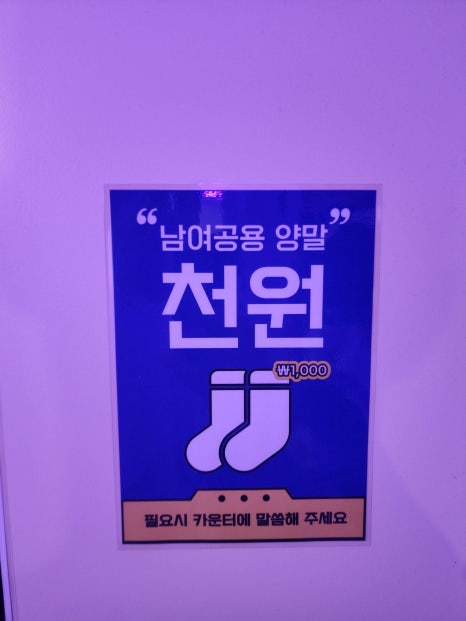 “남여공용 양말”
천원
₩1,000
필요시 카운터에 말씀해 주세요